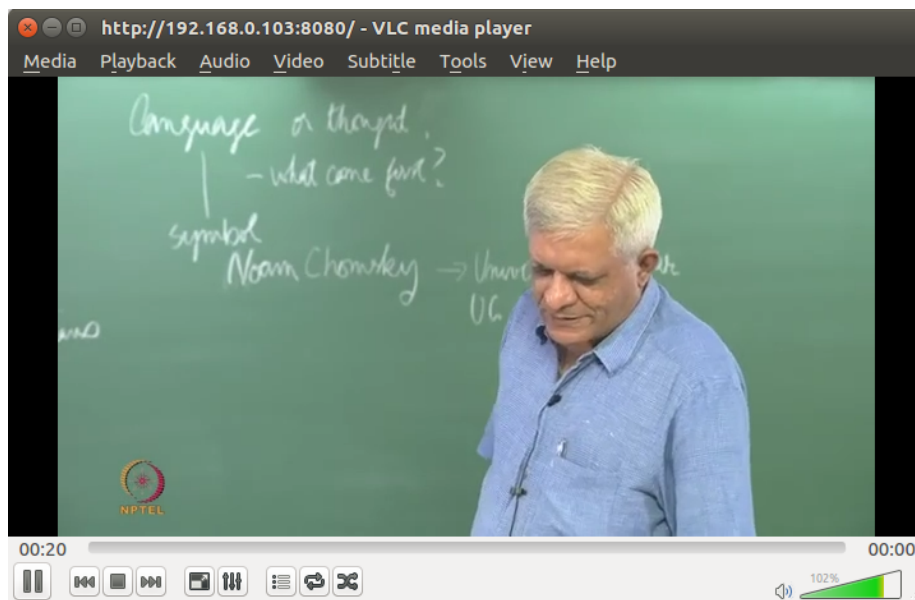 http://192.168.0.103:8080/ - VLC media player
Media Playback Audio Video Subtitle Tools View Help
Language or thought.
- what come first?
symbol
Noam Chomsky →
UG
NPTEL
00:20 00:00
102%